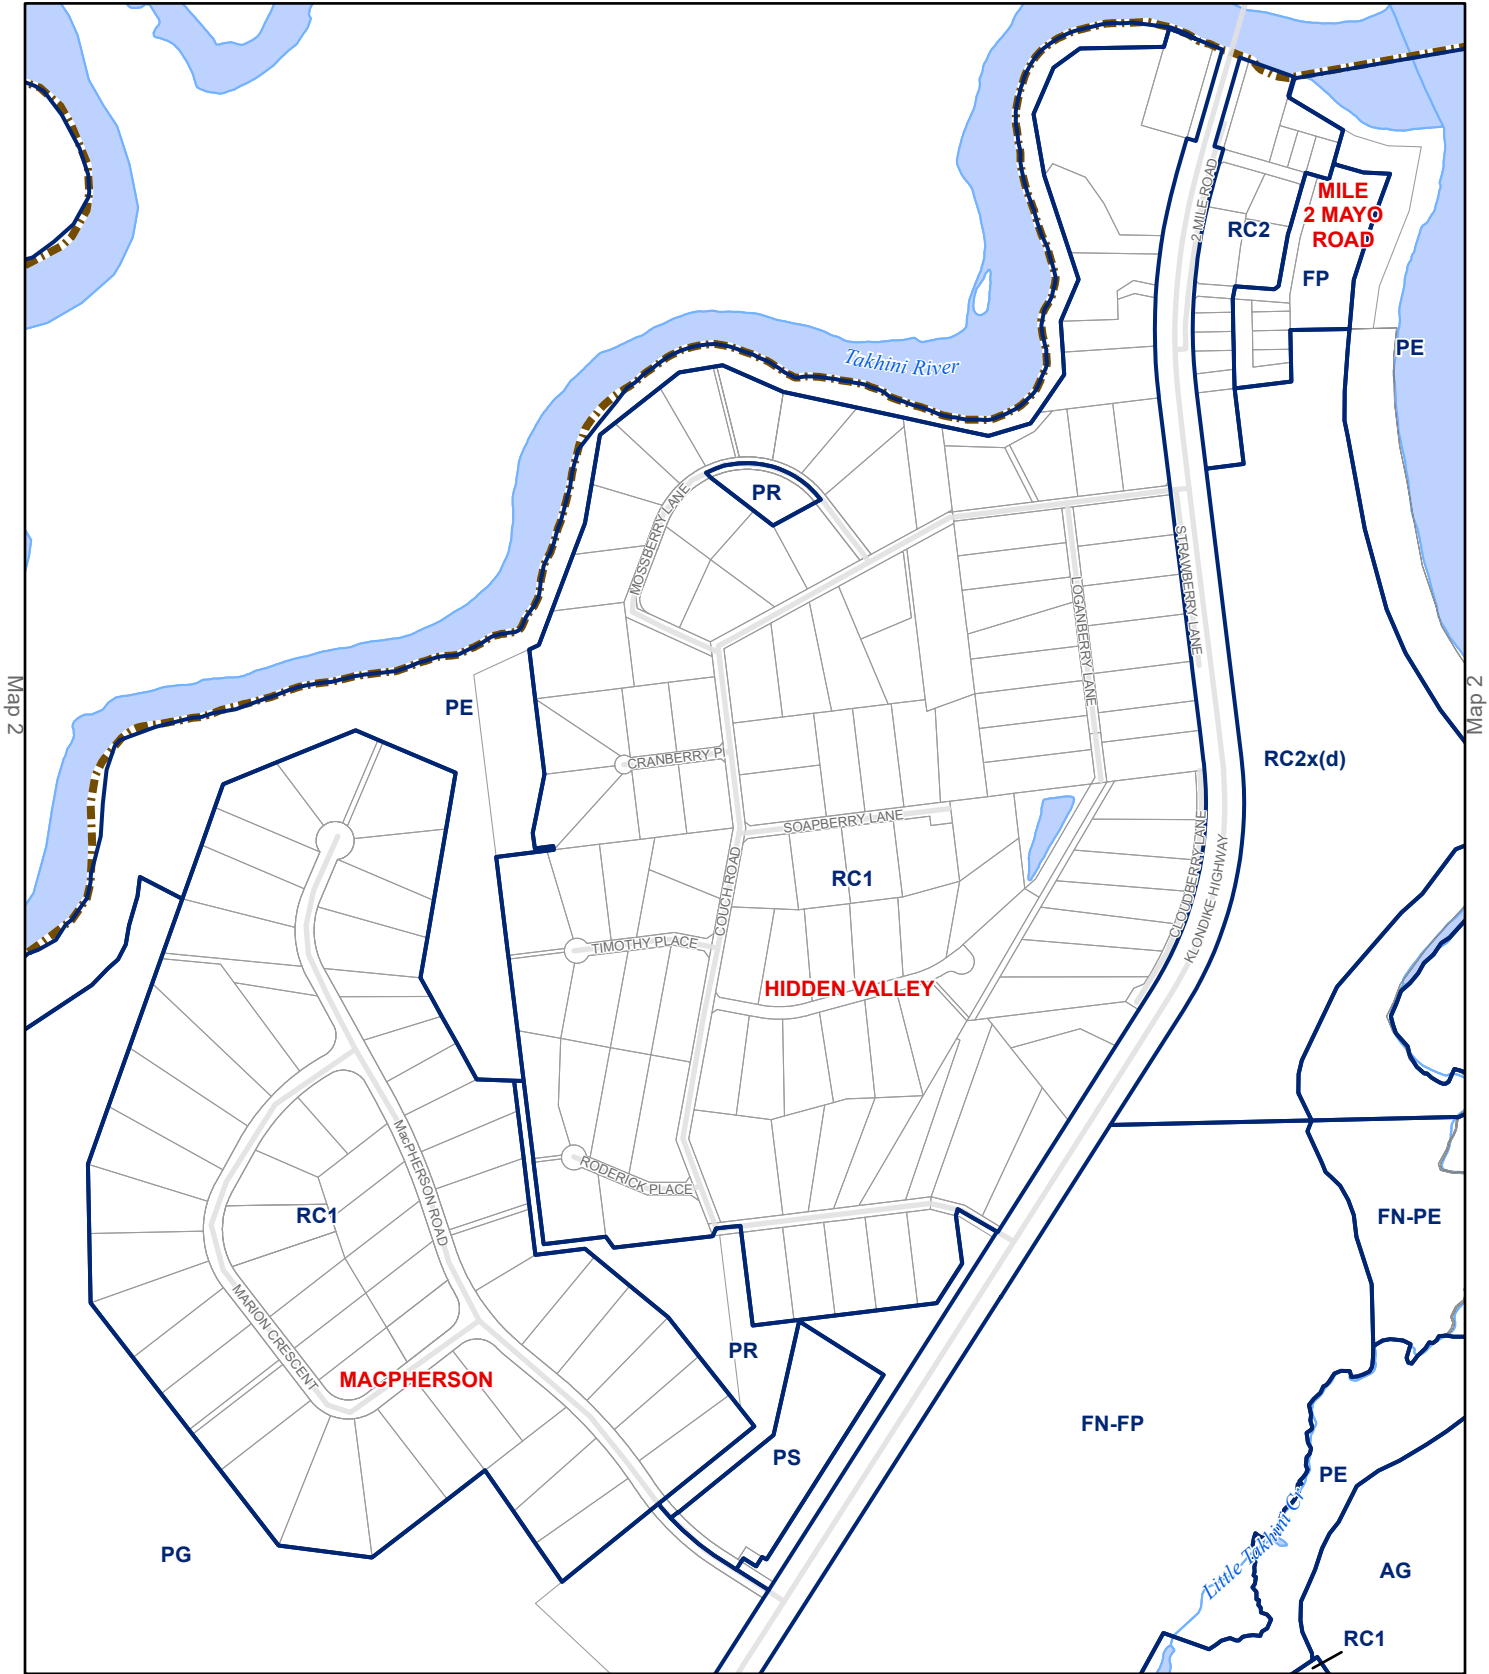 2 MILE ROAD
MILE
2 MAYO
ROAD
RC2
FP
PE
Takhini River
PR
MOSSBERRY LANE
STRAWBERRY LANE
LOGANBERRY LANE
Map 2
Map 2
PE
CRANBERRY P
RC2x(d)
SOAPBERRY LANE
CLOUDBERRY LANE
KLONDIKE HIGHWAY
COUCH ROAD
RC1
TIMOTHY PLACE
HIDDEN VALLEY
MacPHERSON ROAD
RODERICK PLACE
RC1
FN-PE
MARION CRESCENT
PR
MACPHERSON
FN-FP
PS
PE
Little Takhini Cr
PG
AG
RC1